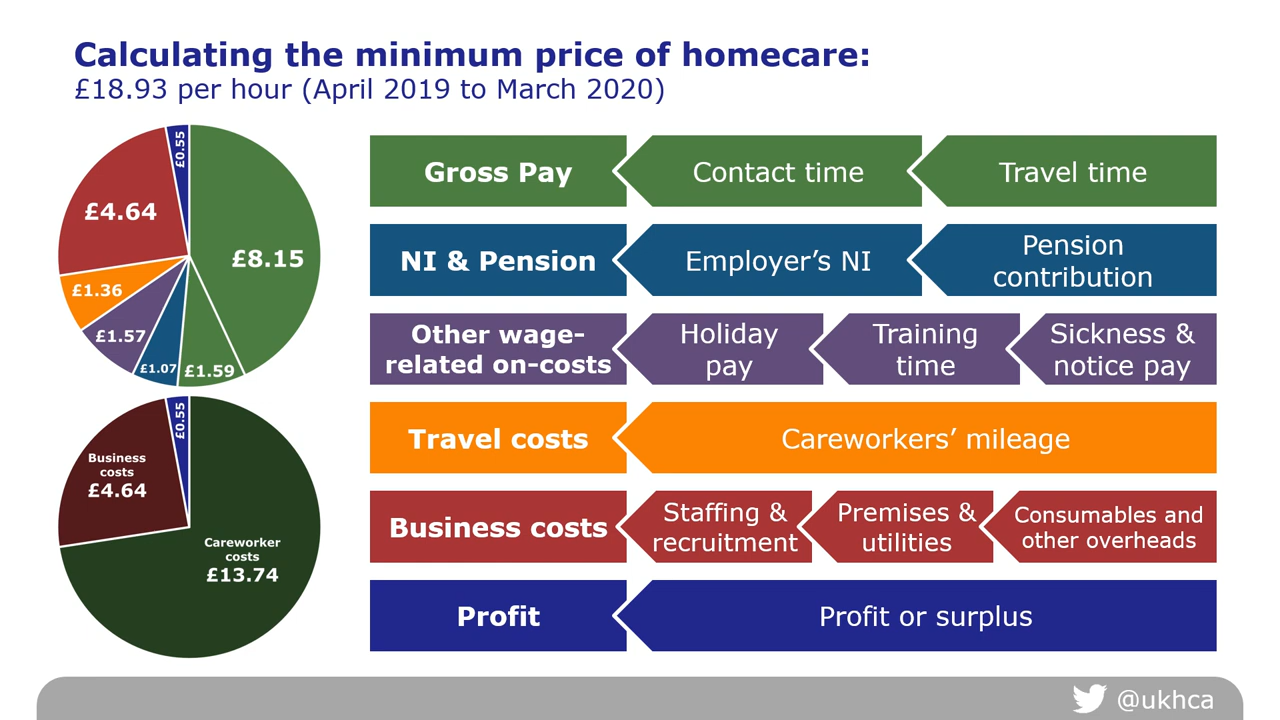 Calculating the minimum price of homecare:
£18.93 per hour (April 2019 to March 2020)
£0.55
£4.64
£8.15
£1.36
£1.57
£1.07
£1.59
£0.55
Business
costs
£4.64
Careworker
costs
£13.74
Gross Pay
Contact time
Travel time
NI & Pension
Employer’s NI
Pension
contribution
Other wage-
related on-costs
Holiday
pay
Training
time
Sickness &
notice pay
Travel costs
Careworkers’ mileage
Business costs
Staffing &
recruitment
Premises &
utilities
Consumables and
other overheads
Profit
Profit or surplus
@ukhca